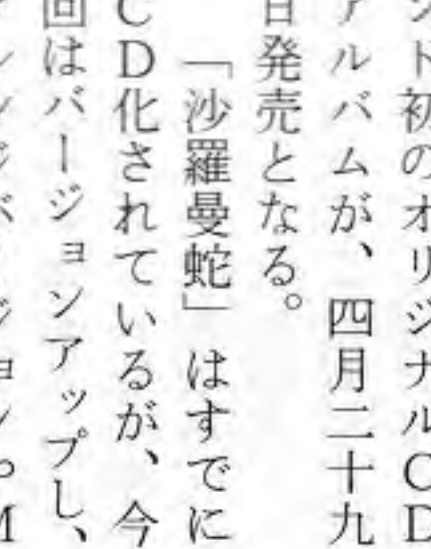 ンド初のオリジナルCD
アルバムが、四月二十九
日発売となる。
「沙羅曼蛇」はすでに
CD化されているが、今
回はバージョンアップし、